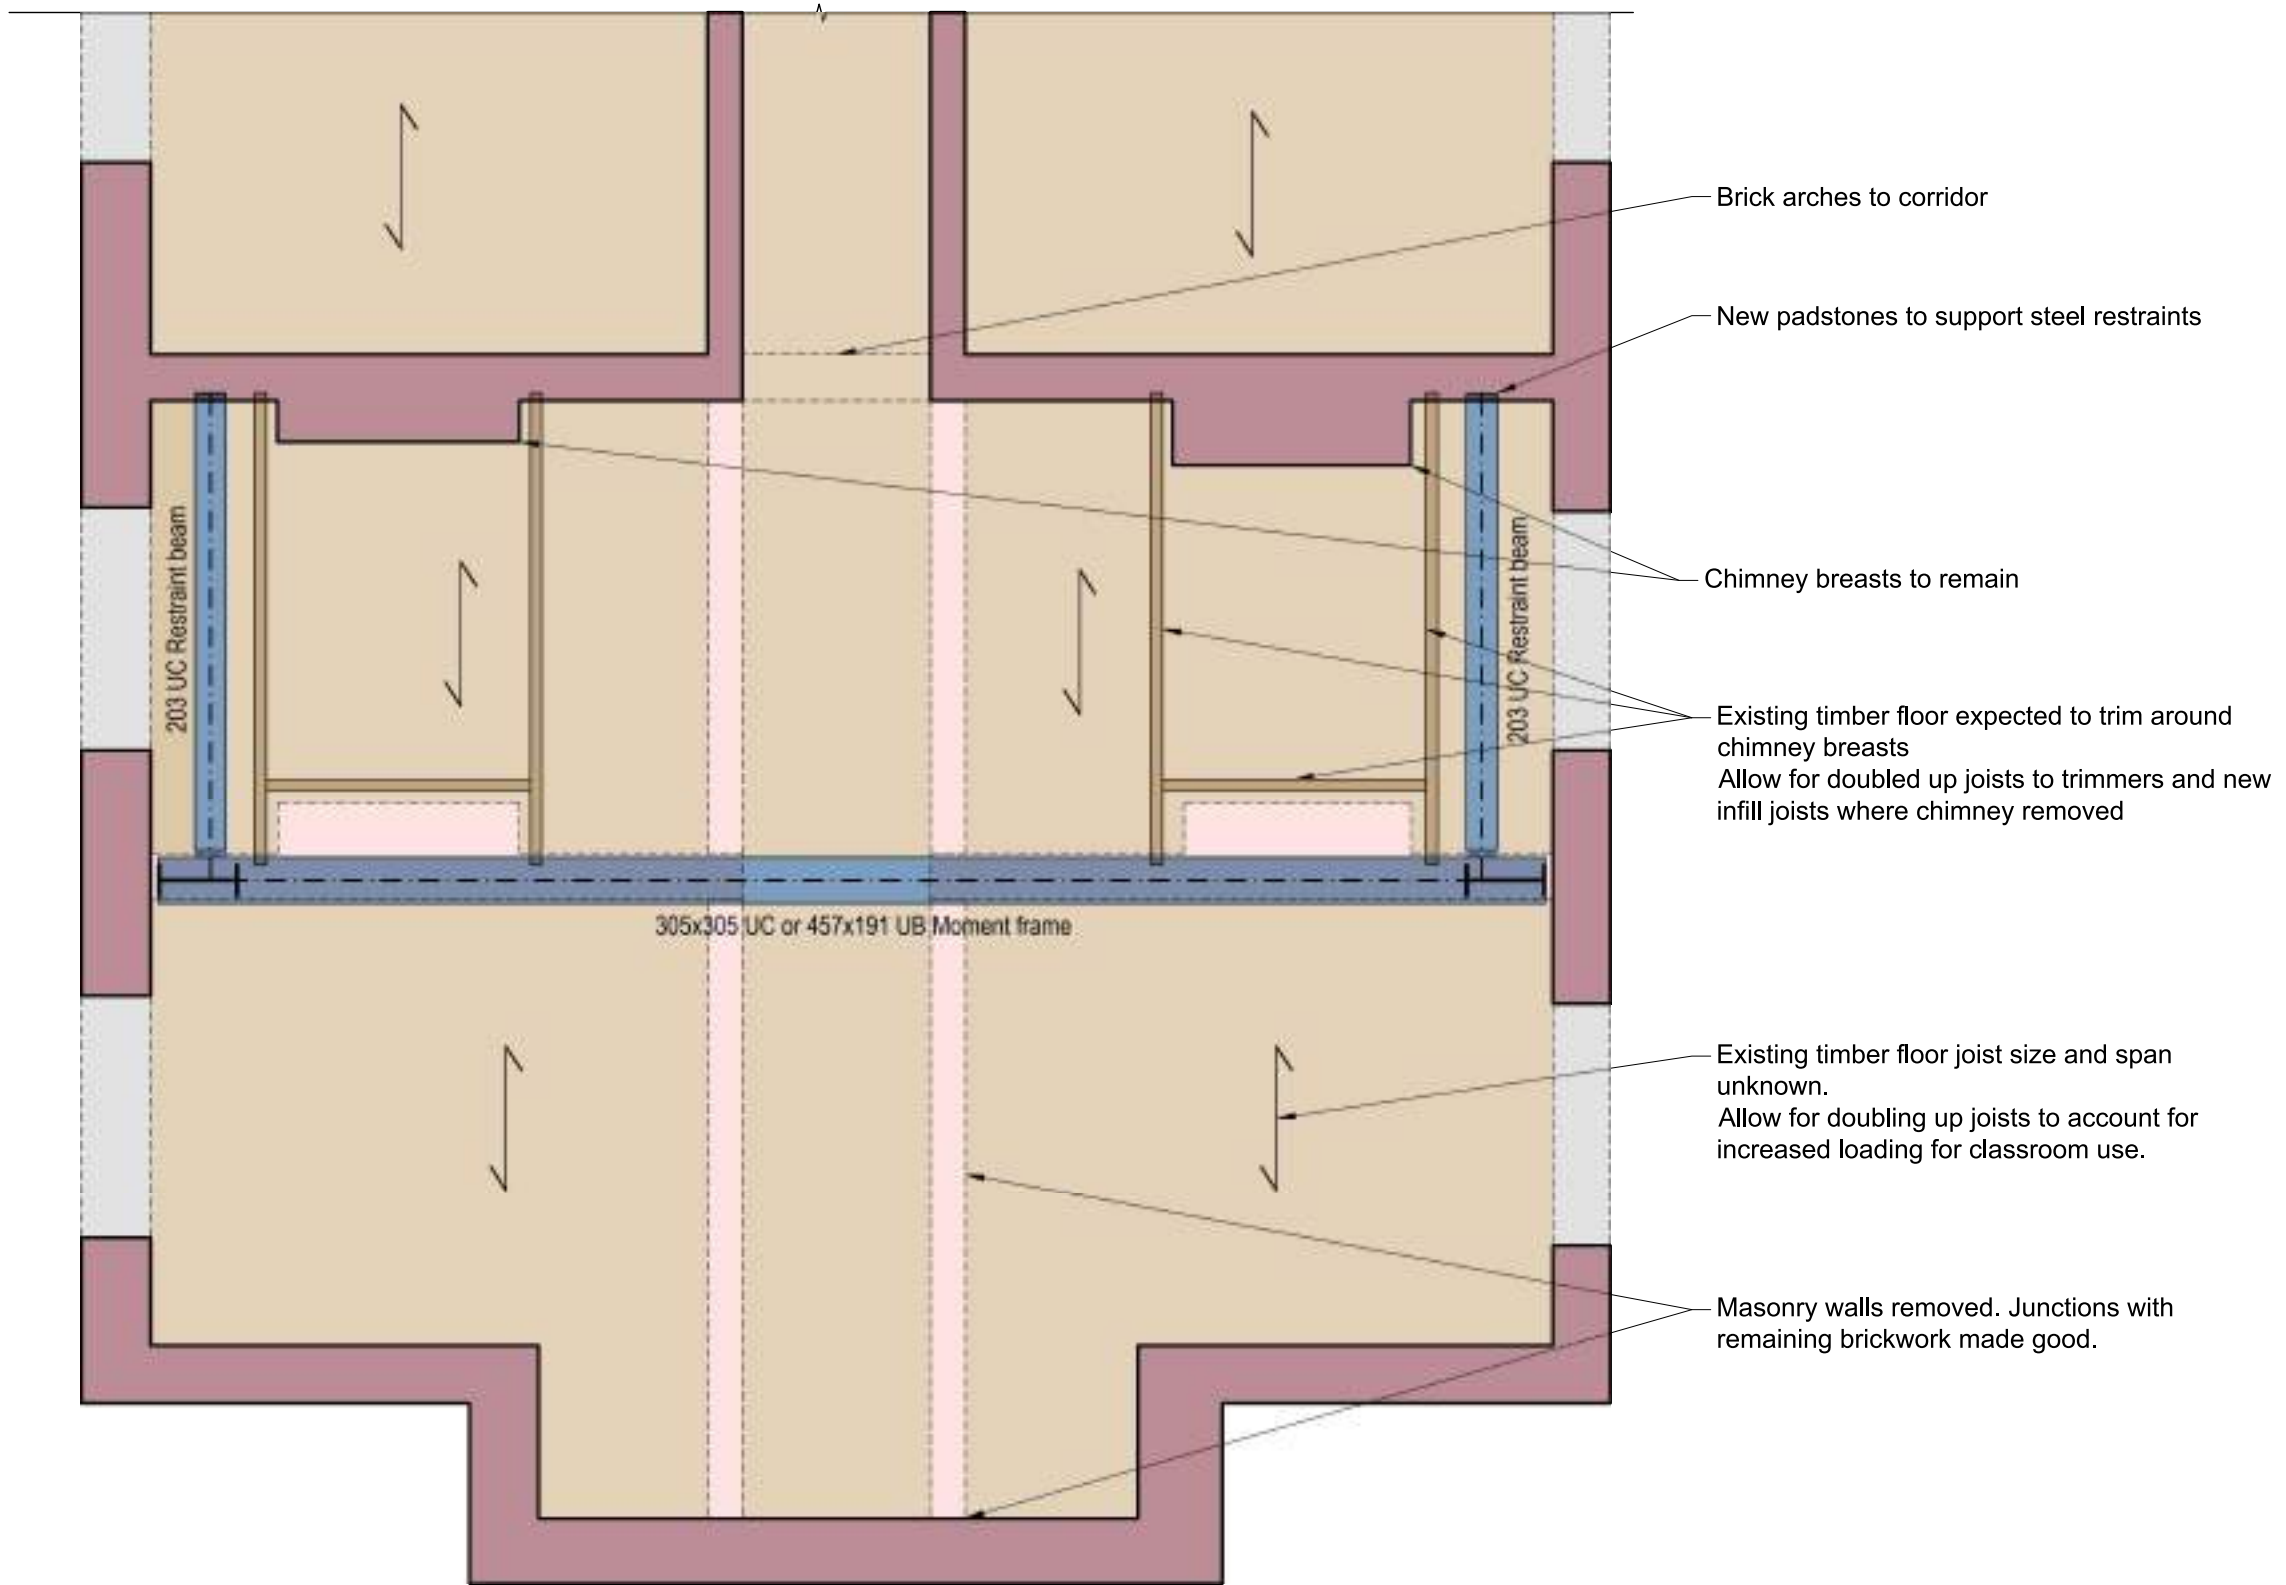 Brick arches to corridor
New padstones to support steel restraints
203 UC Restraint beam
203 UC Restraint beam
Chimney breasts to remain
Existing timber floor expected to trim around
chimney breasts
Allow for doubled up joists to trimmers and new
infill joists where chimney removed
305x305 UC or 457x191 UB Moment frame
Existing timber floor joist size and span
unknown.
Allow for doubling up joists to account for
increased loading for classroom use.
Masonry walls removed. Junctions with
remaining brickwork made good.